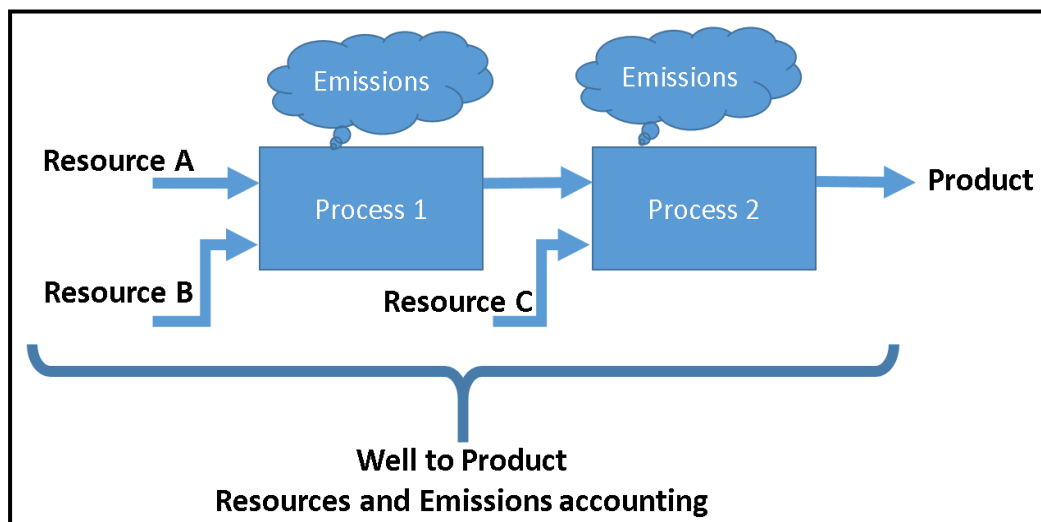 Emissions
Emissions
Resource A
Process 1
Process 2
Product
Resource B
Resource C
Well to Product
Resources and Emissions accounting